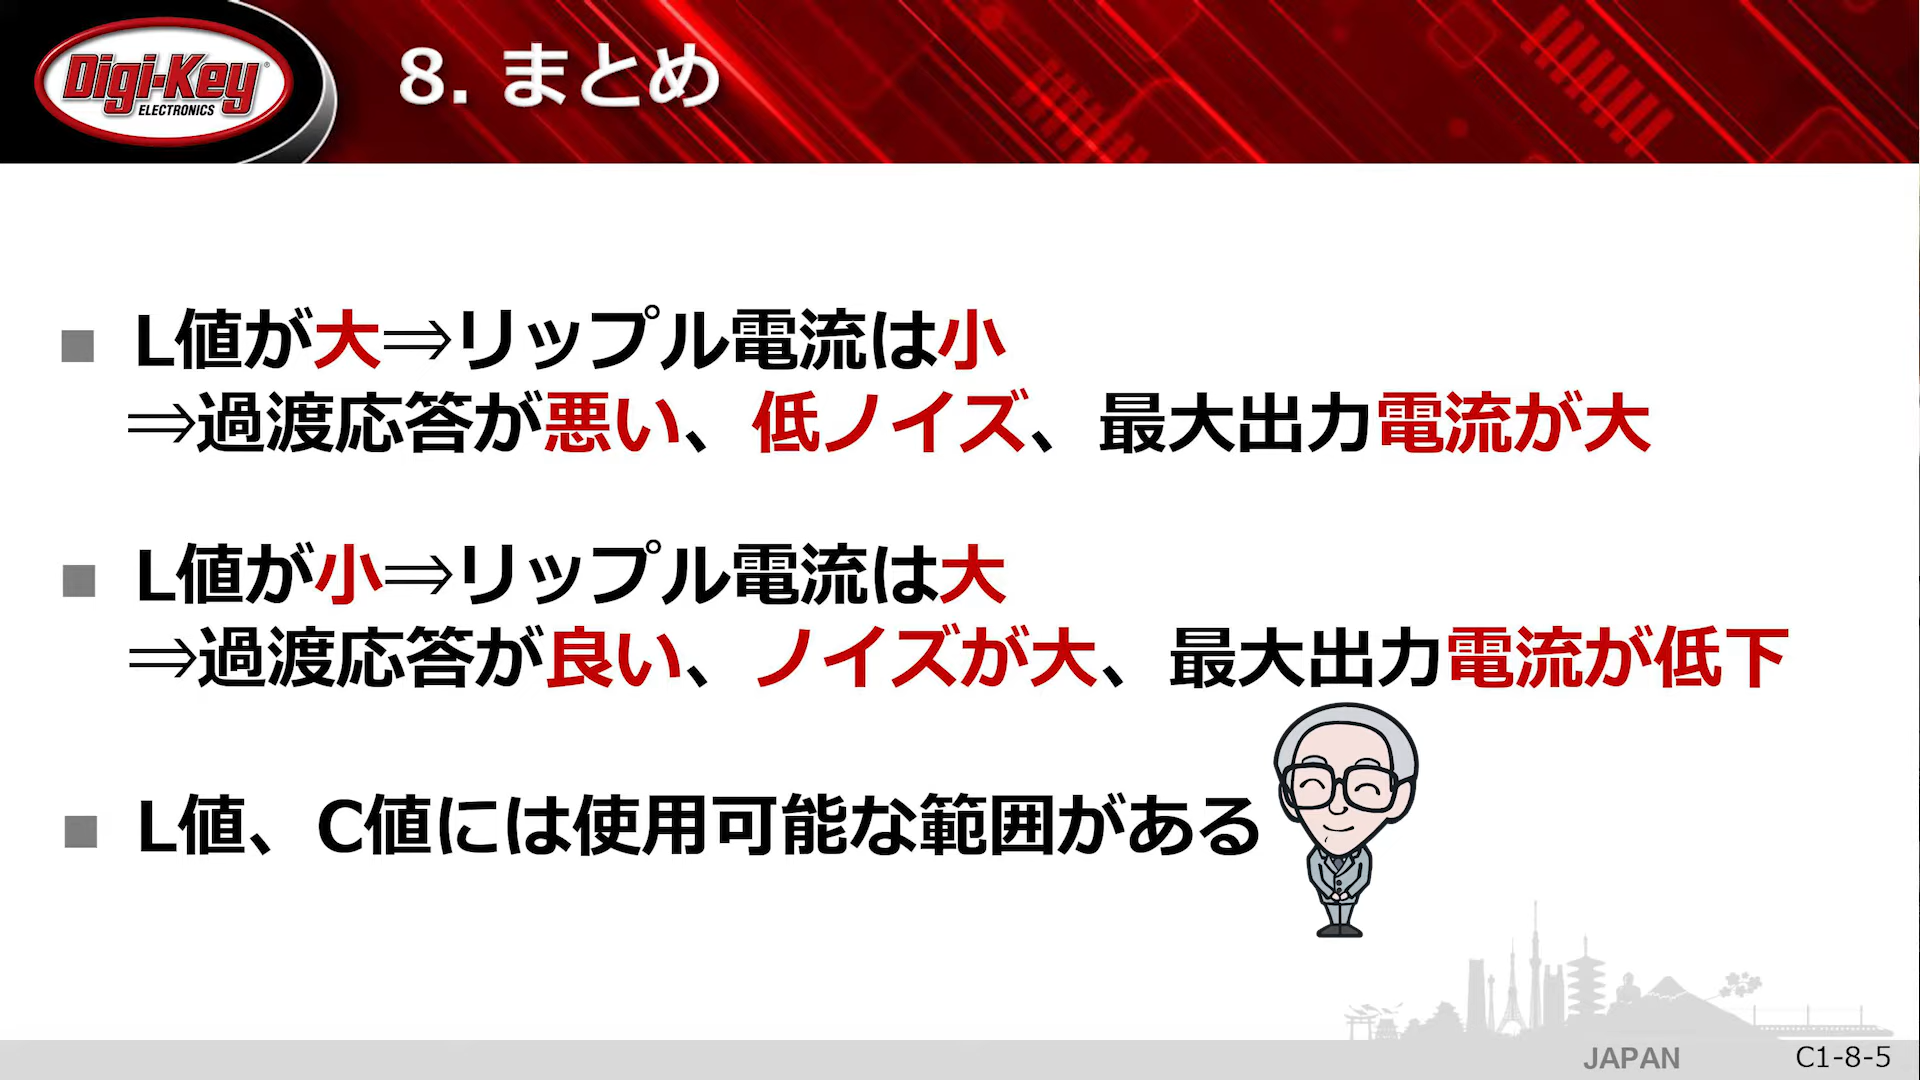 Digi-Key®
ELECTRONICS
8. まとめ
■ L値が大⇒リップル電流は小
⇒過渡応答が悪い、低ノイズ、最大出力電流が大
■ L値が小⇒リップル電流は大
⇒過渡応答が良い、ノイズが大、最大出力電流が低下
■ L値、C値には使用可能な範囲がある
JAPAN
C1-8-5